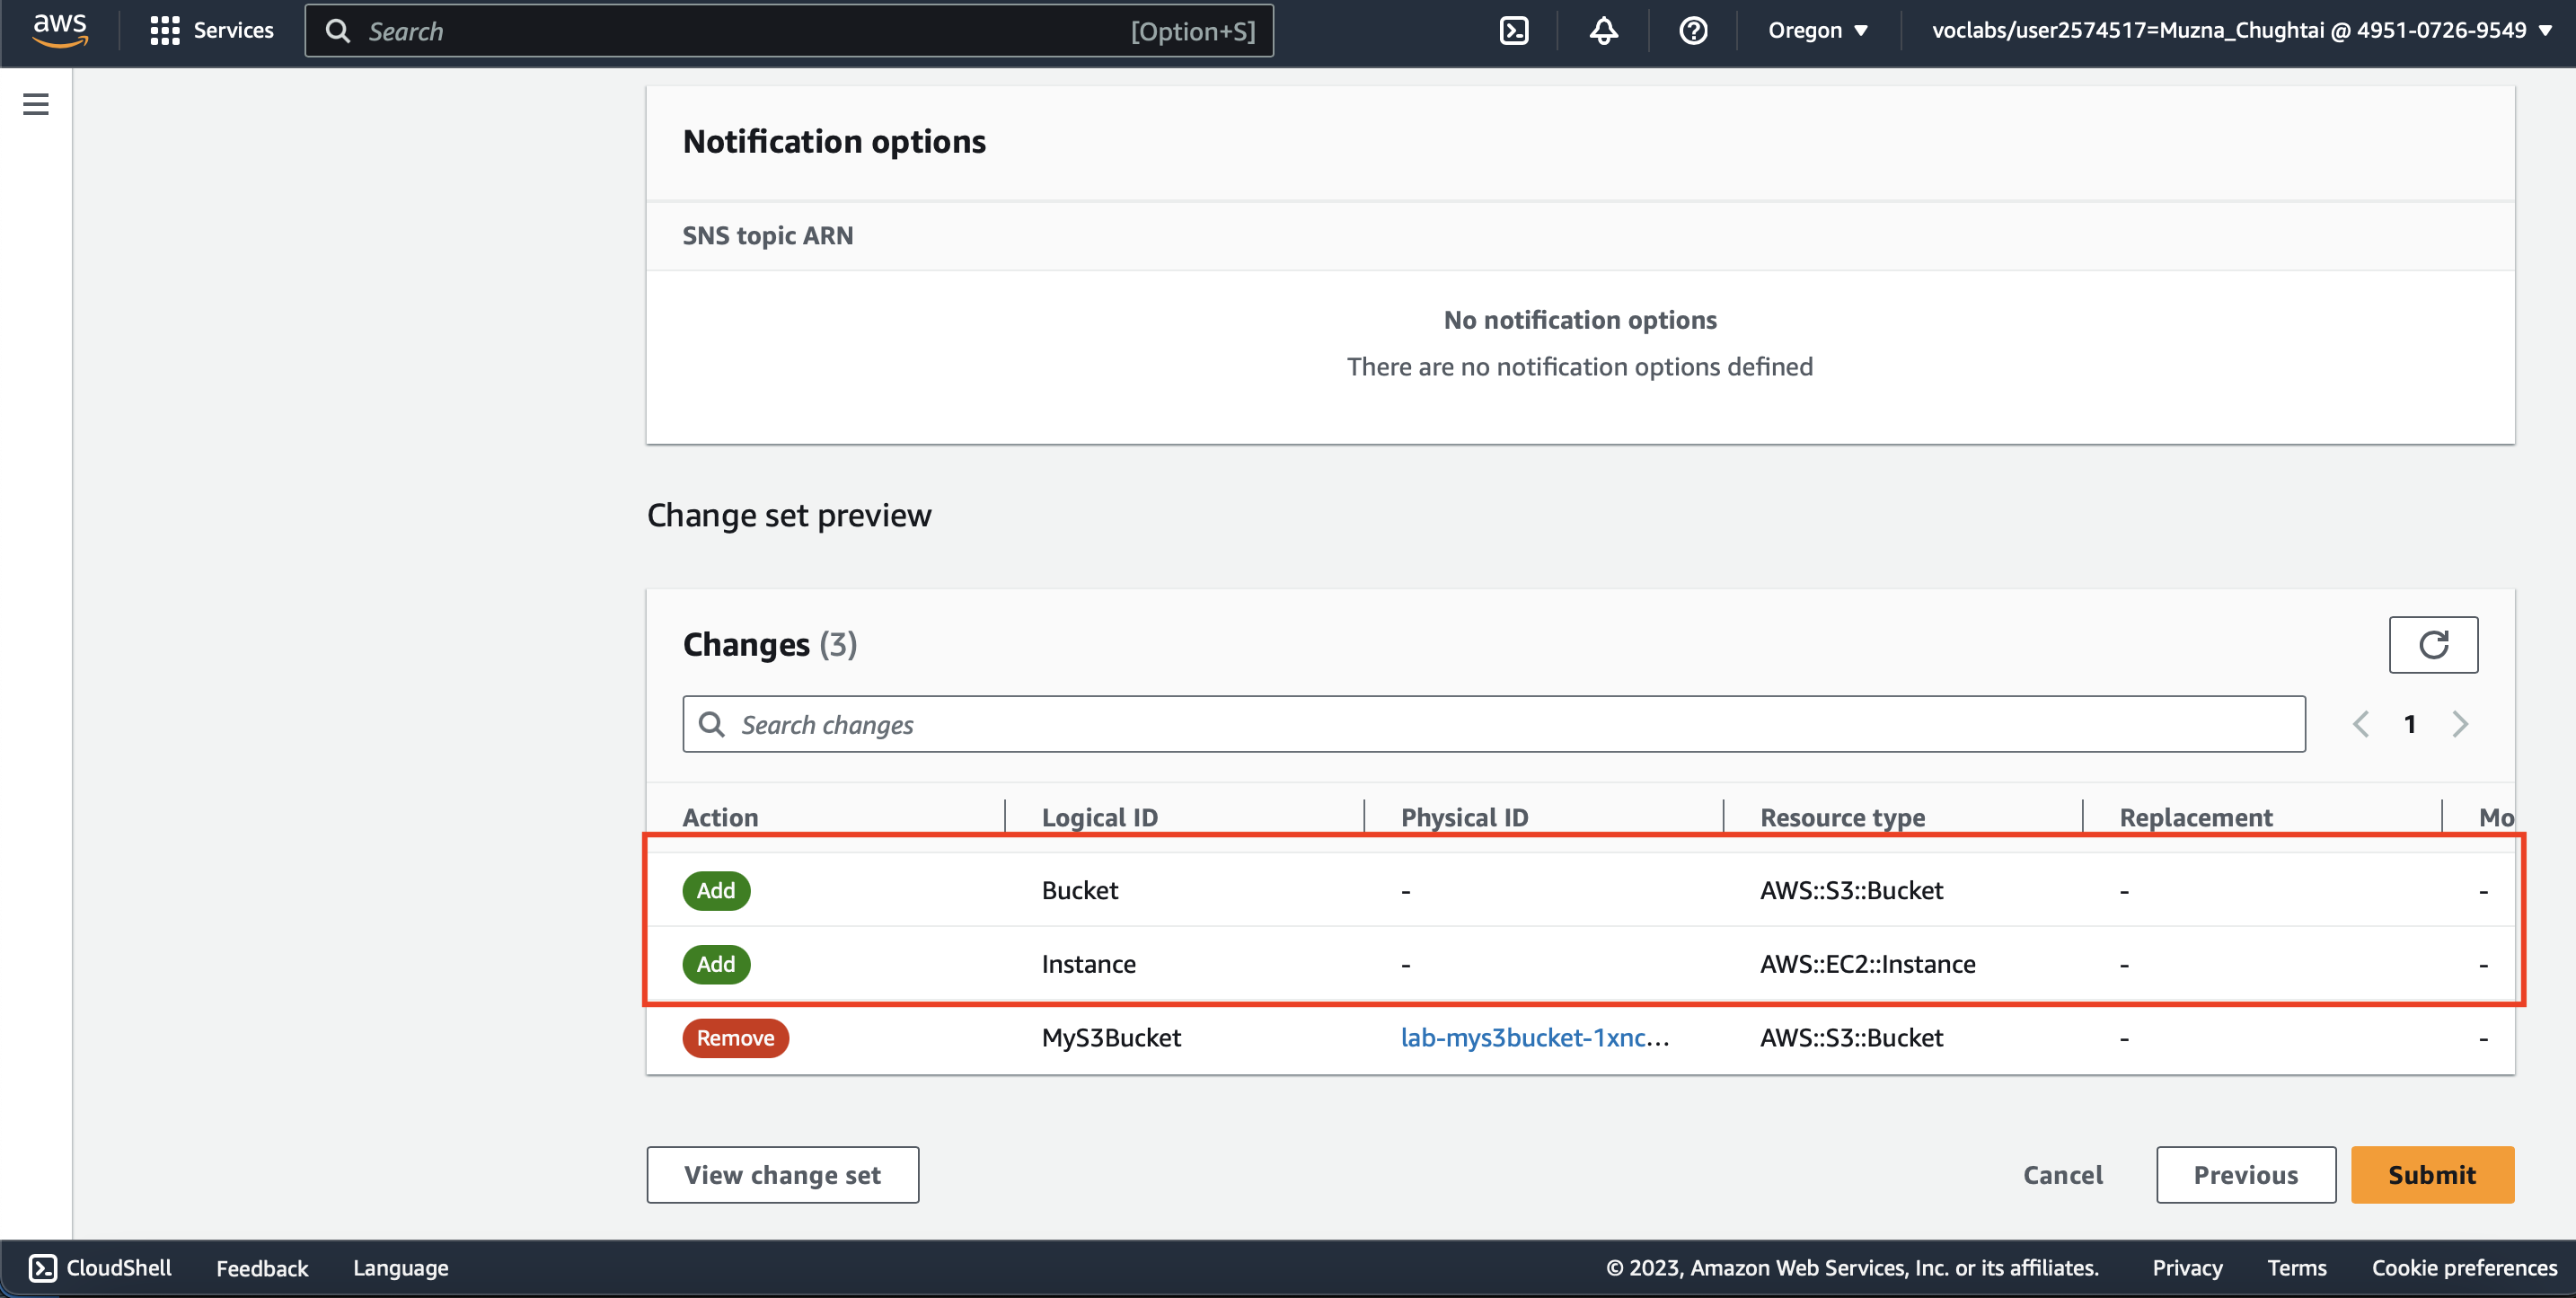 aws Services Search [Option+S] Oregon voclabs/user2574517=Muzna_Chughtai @ 4951-0726-9549
Notification options
SNS topic ARN
No notification options
There are no notification options defined
Change set preview
Changes (3)
Search changes 1
Action Logical ID Physical ID Resource type Replacement Mo
Add Bucket - AWS::S3::Bucket - -
Add Instance - AWS::EC2::Instance - -
Remove MyS3Bucket lab-mys3bucket-1xnc... AWS::S3::Bucket - -
View change set Cancel Previous Submit
CloudShell Feedback Language © 2023, Amazon Web Services, Inc. or its affiliates. Privacy Terms Cookie preferences